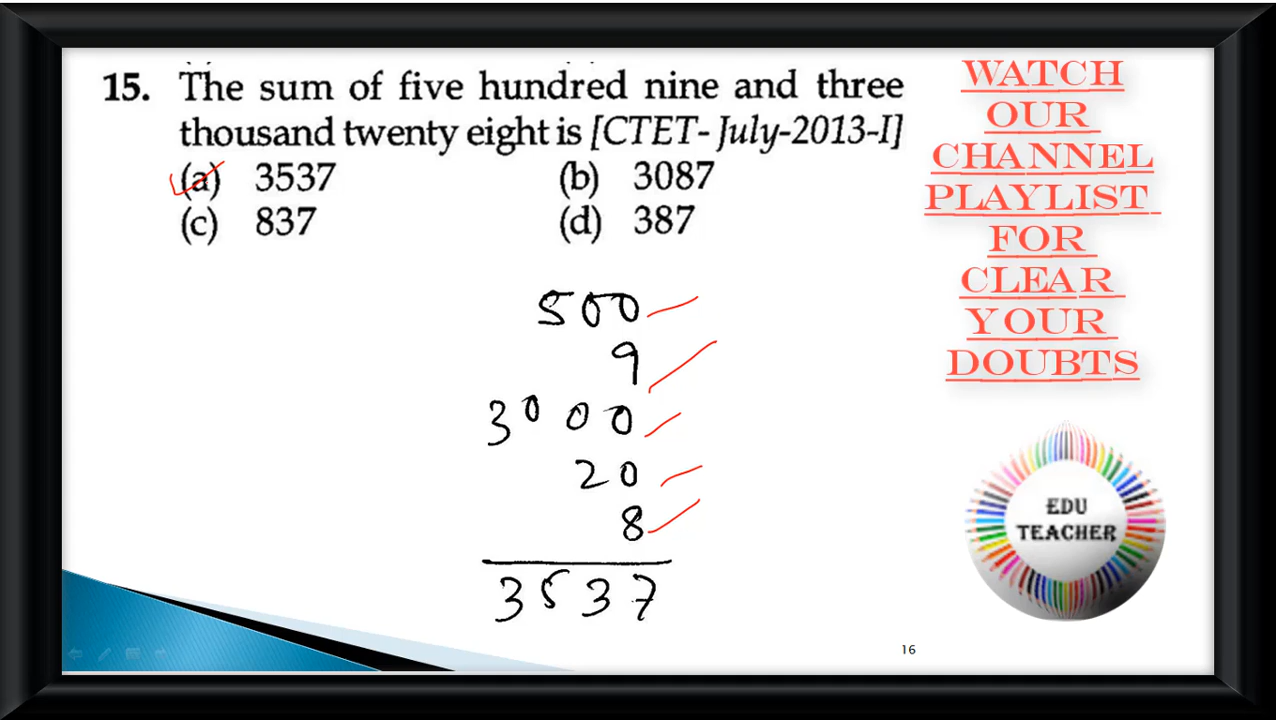 15. The sum of five hundred nine and three
thousand twenty eight is [CTET- July-2013-I]
(a) 3537 (b) 3087
(c) 837 (d) 387
500
9
3000
20
8
3537
WATCH
OUR
CHANNEL
PLAYLIST
FOR
CLEAR
YOUR
DOUBTS
EDU
TEACHER
16